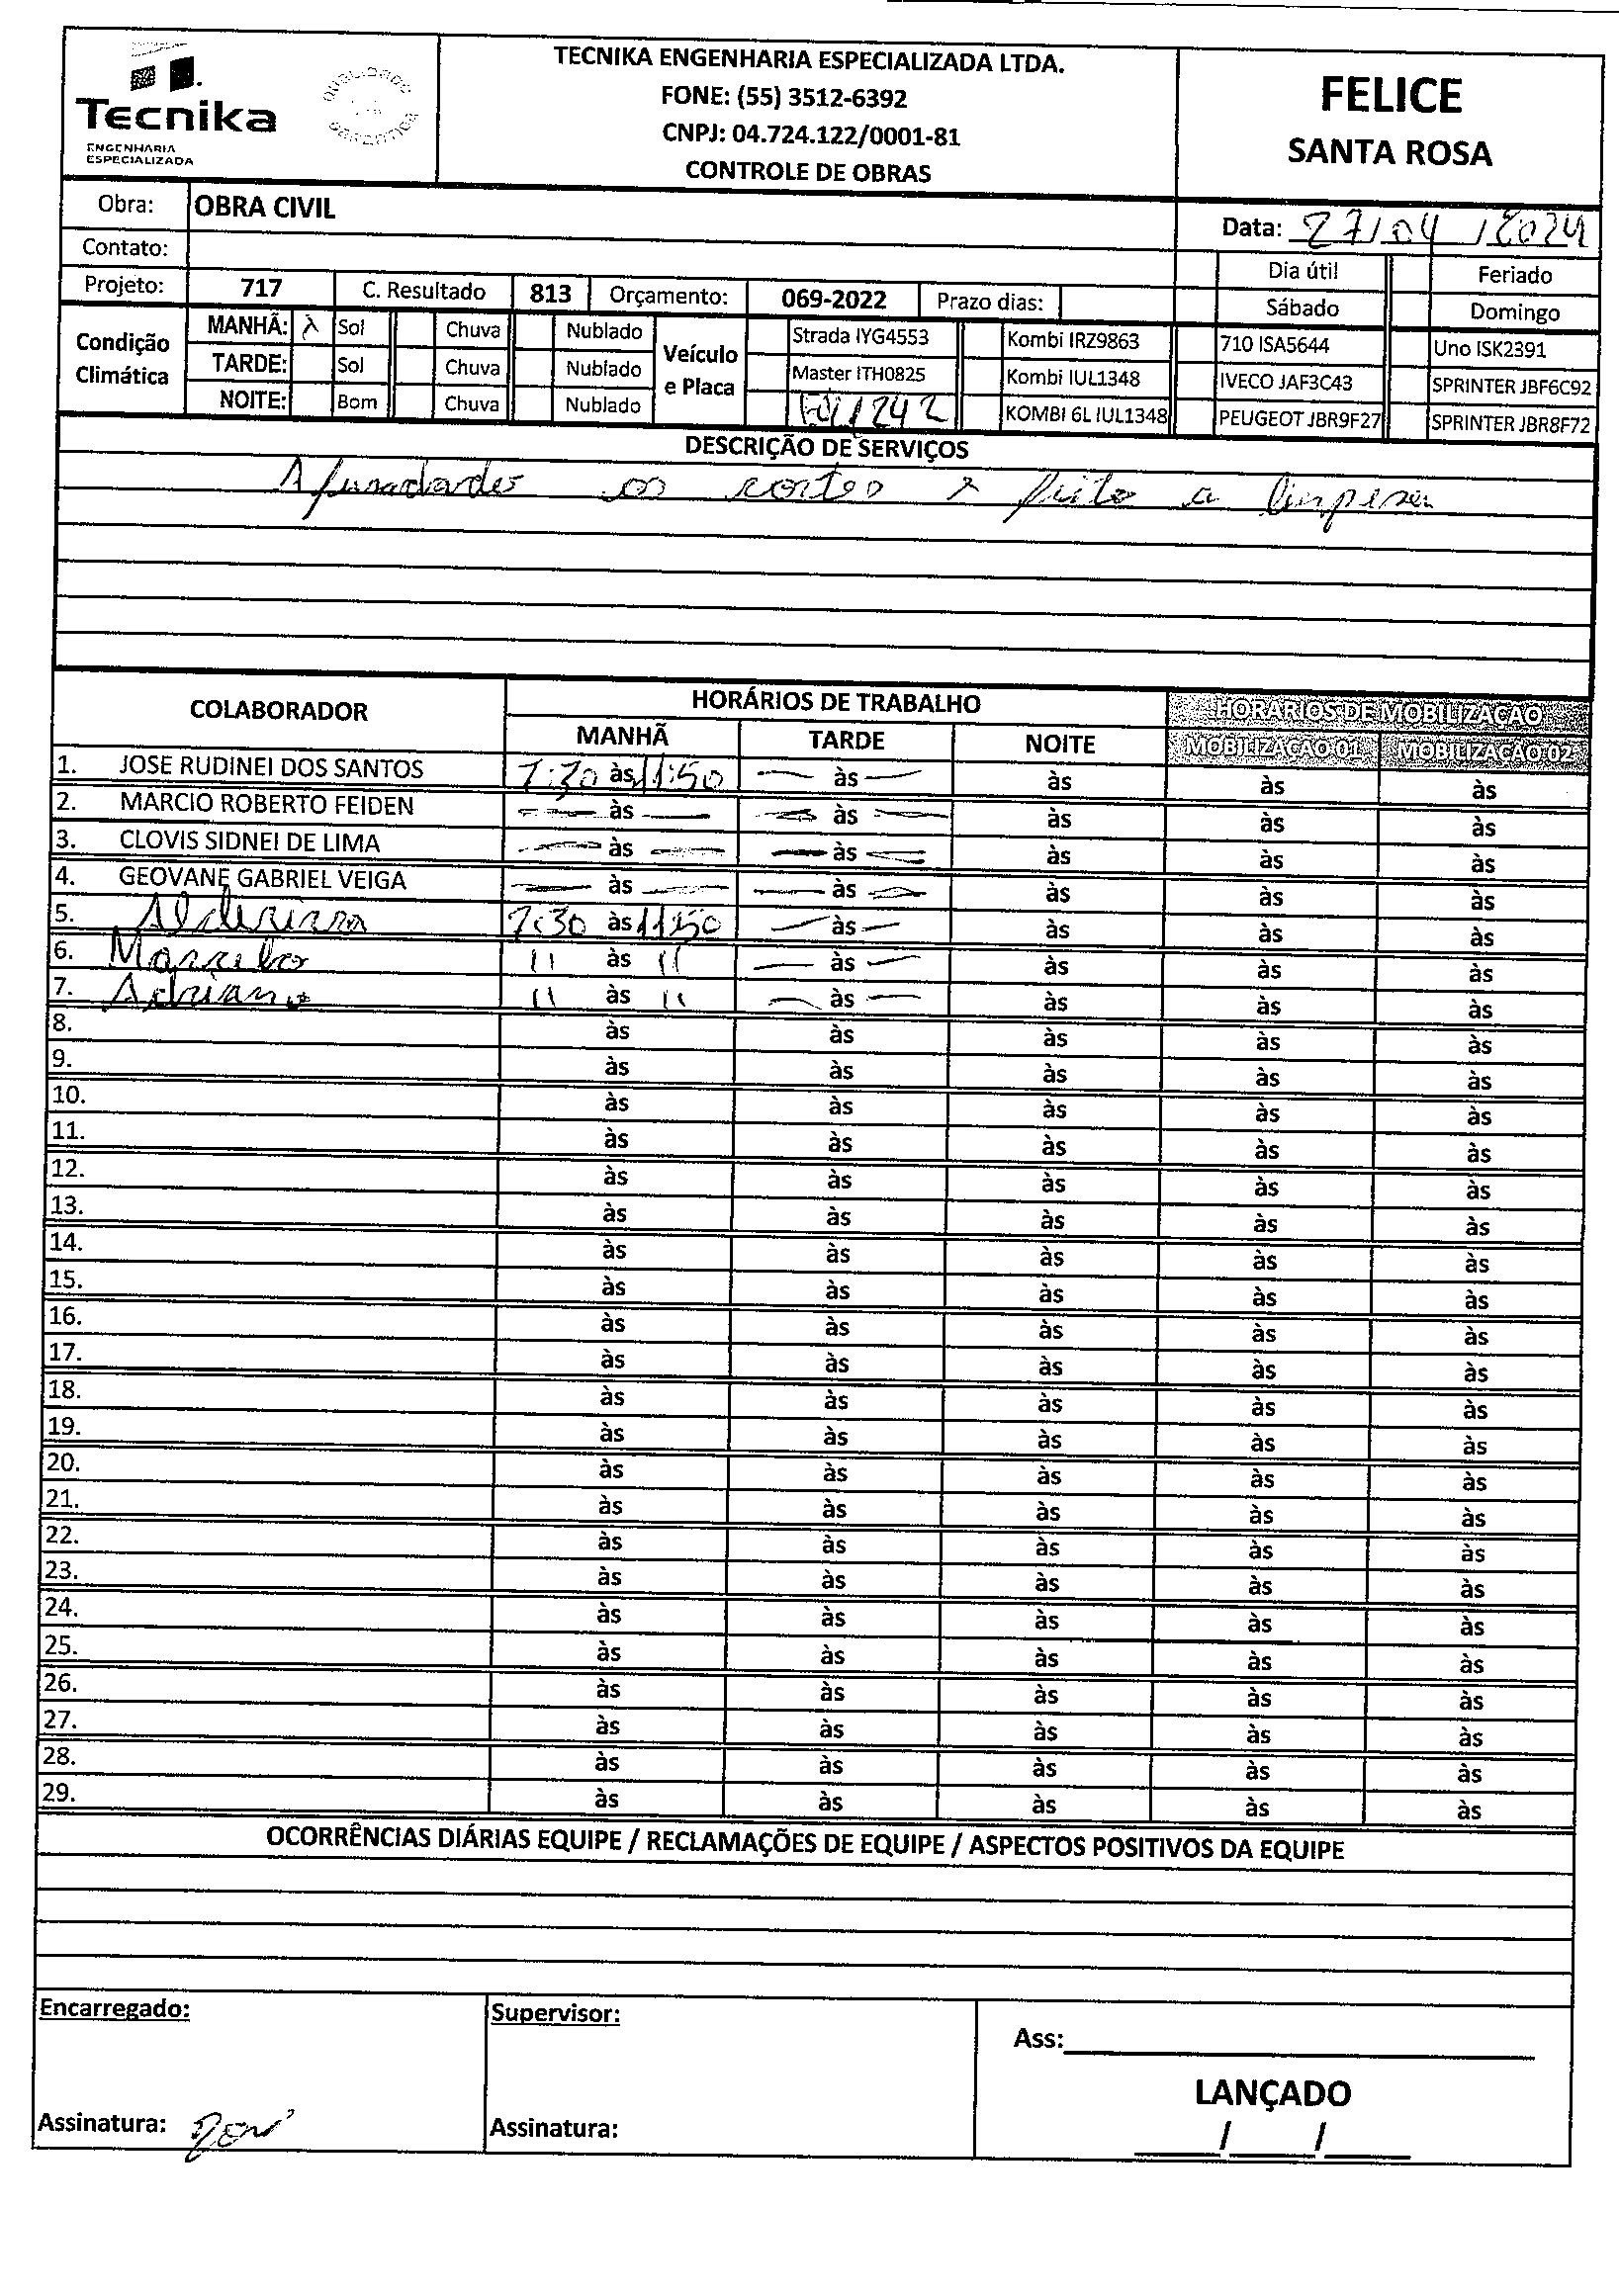 Tecnika
ENGENHARIA
ESPECIALIZADA
QUALIDADE
GARANTIDA
TECNIKA ENGENHARIA ESPECIALIZADA LTDA.
FONE: (55) 3512-6392
CNPJ: 04.724.122/0001-81
CONTROLE DE OBRAS
FELICE
SANTA ROSA
Obra: OBRA CIVIL
Data: 27/04/2024
Contato:
Dia útil Feriado
Projeto: 717 C. Resultado 813 Orçamento: 069-2022 Prazo dias: Sábado Domingo
Condição Climática
MANHÃ: X Sol Chuva Nublado
TARDE: Sol Chuva Nublado
NOITE: Bom Chuva Nublado
Veículo e Placa
Strada IYG4553 Kombi IRZ9863 710 ISA5644 Uno ISK2391
Master ITH0825 Kombi IUL1348 IVECO JAF3C43 SPRINTER JBF6C92
KOMBI 6L IUL1348 PEUGEOT JBR9F27 SPRINTER JBR8F72
DESCRIÇÃO DE SERVIÇOS
os a limpesa
COLABORADOR HORÁRIOS DE TRABALHO HORÁRIOS DE MOBILIZAÇÃO
MANHÃ TARDE NOITE MOBILIZAÇÃO 01 MOBILIZAÇÃO 02
1. JOSE RUDINEI DOS SANTOS 7:30 às 11:50 — às — às às às
2. MARCIO ROBERTO FEIDEN — às — — às — às às às
3. CLOVIS SIDNEI DE LIMA — às — — às — às às às
4. GEOVANE GABRIEL VEIGA — às — — às — às às às
5. 7:30 às 11:50 — às — às às às
6. Marcelo " às " — às — às às às
7. Adriano " às " — às — às às às
8. às às às às às
9. às às às às às
10. às às às às às
11. às às às às às
12. às às às às às
13. às às às às às
14. às às às às às
15. às às às às às
16. às às às às às
17. às às às às às
18. às às às às às
19. às às às às às
20. às às às às às
21. às às às às às
22. às às às às às
23. às às às às às
24. às às às às às
25. às às às às às
26. às às às às às
27. às às às às às
28. às às às às às
29. às às às às às
OCORRÊNCIAS DIÁRIAS EQUIPE / RECLAMAÇÕES DE EQUIPE / ASPECTOS POSITIVOS DA EQUIPE
Encarregado: Supervisor:
Ass:
LANÇADO
Assinatura: Assinatura: / /